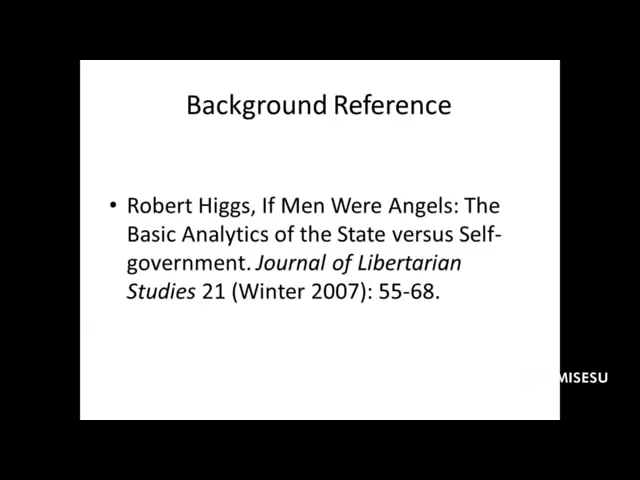 Background Reference
• Robert Higgs, If Men Were Angels: The
Basic Analytics of the State versus Self-
government. Journal of Libertarian
Studies 21 (Winter 2007): 55-68.
MISESU